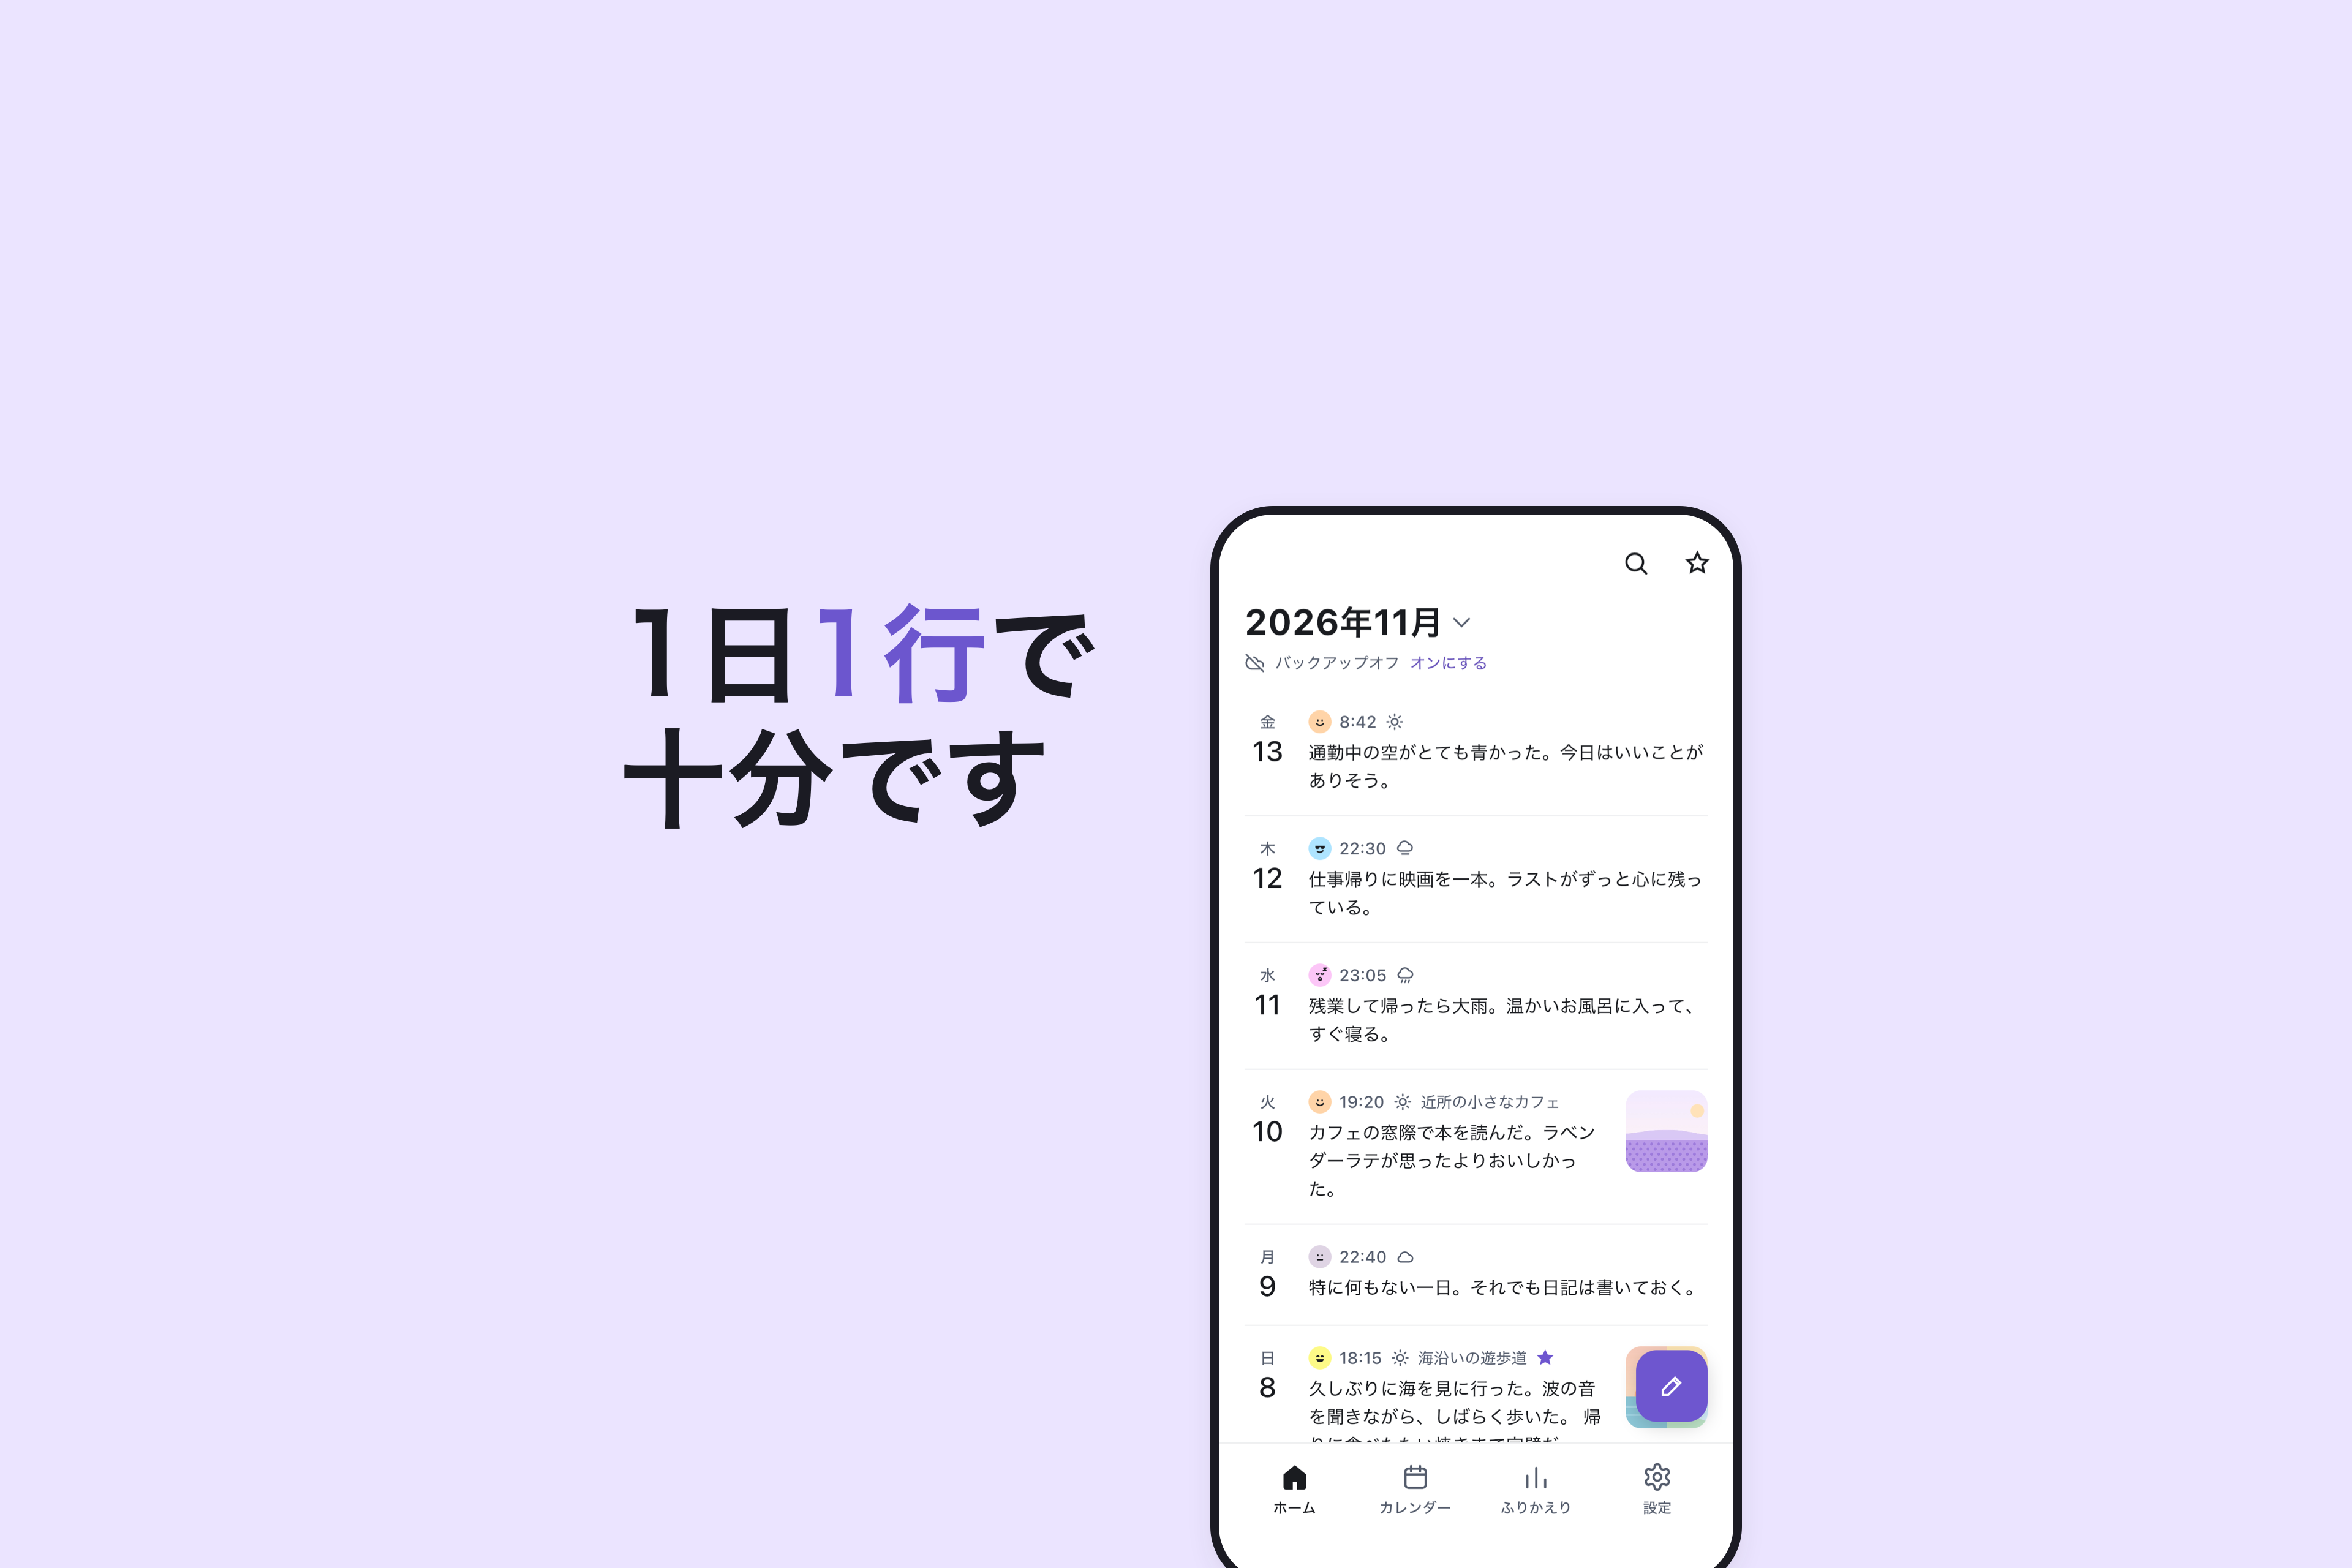 1日1行で
十分です
2026年11月
バックアップオフ オンにする
金 8:42
13 通勤中の空がとても青かった。今日はいいことが
ありそう。
木 22:30
12 仕事帰りに映画を一本。ラストがずっと心に残っ
ている。
水 23:05
11 残業して帰ったら大雨。温かいお風呂に入って、
すぐ寝る。
火 19:20 近所の小さなカフェ
10 カフェの窓際で本を読んだ。ラベン
ダーラテが思ったよりおいしかっ
た。
月 22:40
9 特に何もない一日。それでも日記は書いておく。
日 18:15 海沿いの遊歩道
8 久しぶりに海を見に行った。波の音
を聞きながら、しばらく歩いた。 帰
ホーム カレンダー ふりかえり 設定